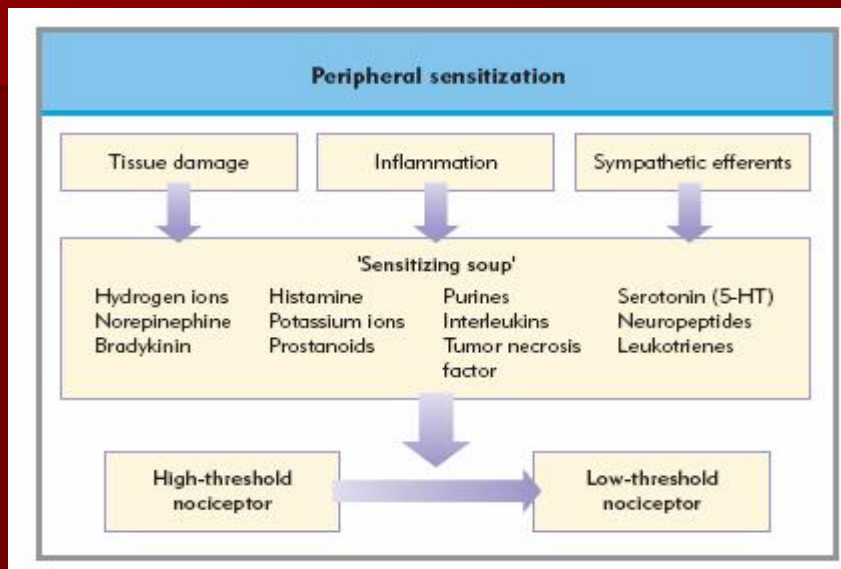 Peripheral sensitization
Tissue damage
Inflammation
Sympathetic efferents
'Sensitizing soup'
Hydrogen ions
Norepinephine
Bradykinin
Histamine
Potassium ions
Prostanoids
Purines
Interleukins
Tumor necrosis
factor
Serotonin (5-HT)
Neuropeptides
Leukotrienes
High-threshold
nociceptor
Low-threshold
nociceptor